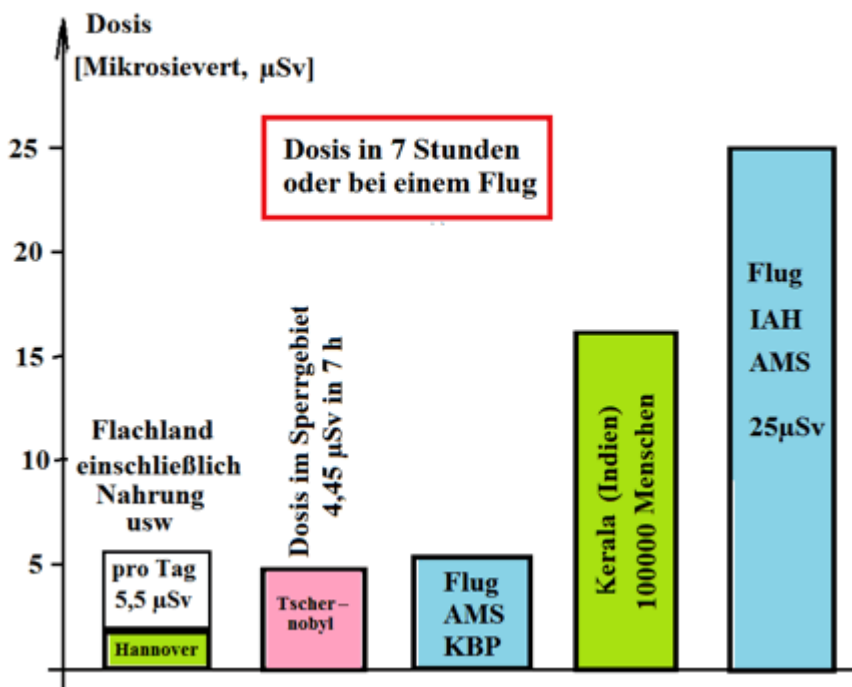 Dosis
[Mikrosievert, µSv]
Dosis in 7 Stunden
oder bei einem Flug
25
20
15
10
5
Flachland
einschließlich
Nahrung
usw
pro Tag
5,5 µSv
Hannover
Dosis im Sperrgebiet
4,45 µSv in 7 h
Tscher–
nobyl
Flug
AMS
KBP
Kerala (Indien)
100000 Menschen
Flug
IAH
AMS
25µSv